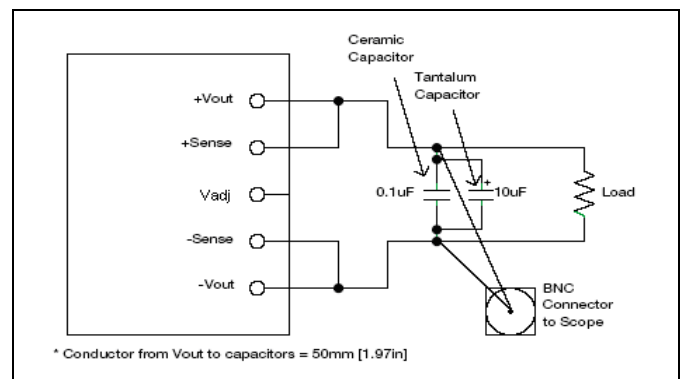 Ceramic
Capacitor
Tantalum
Capacitor
+Vout
+Sense
Vadj
-Sense
-Vout
0.1uF
+
10uF
Load
BNC
Connector
to Scope
* Conductor from Vout to capacitors = 50mm [1.97in]